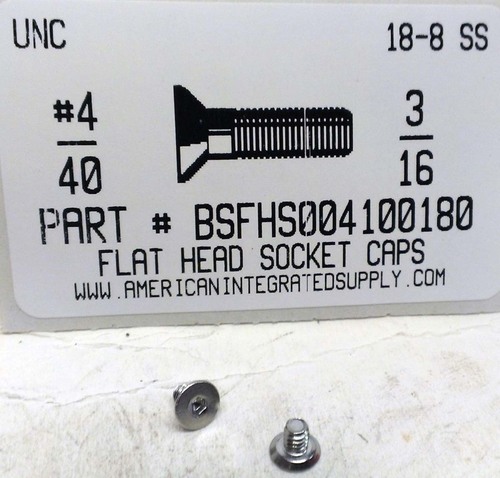 UNC 18-8 SS
#4 3
40 16
PART # BSFHS004100180
FLAT HEAD SOCKET CAPS
WWW.AMERICANINTEGRATEDSUPPLY.COM